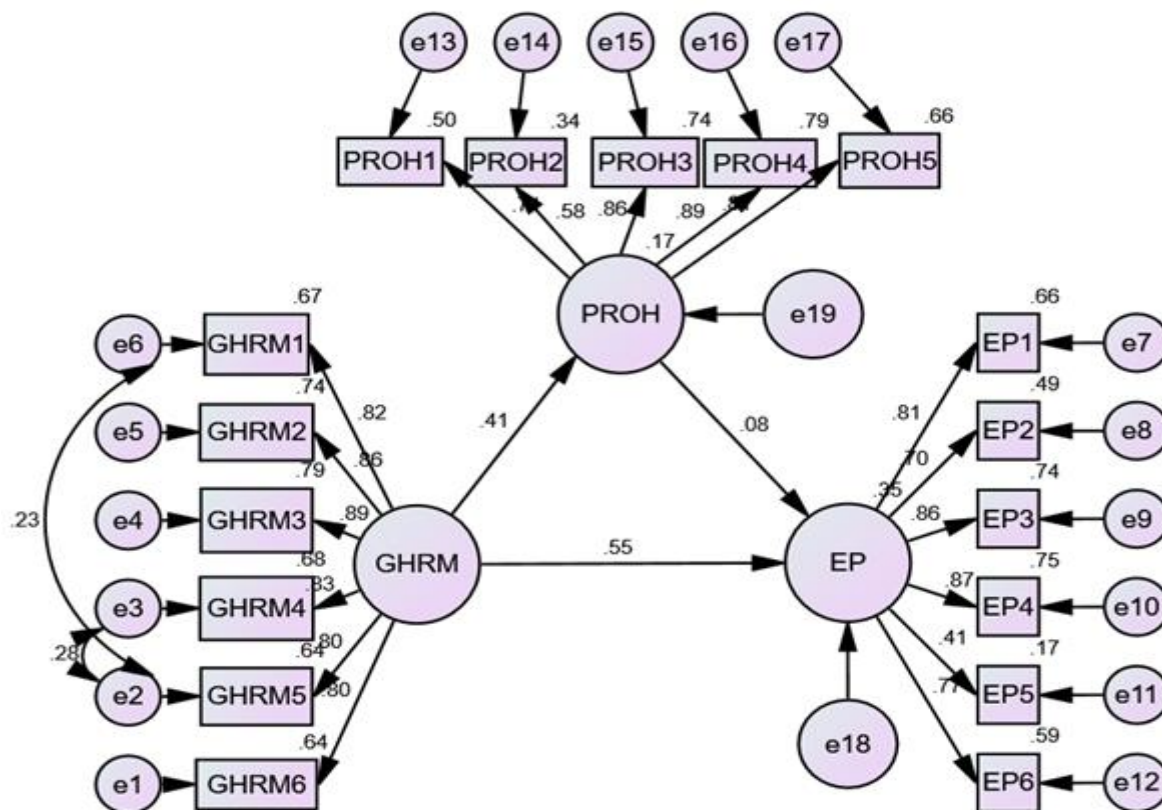 e13 e14 e15 e16 e17
.50 .34 .74 .79 .66
PROH1 PROH2 PROH3 PROH4 PROH5
.58 .86 .89
.17
PROH e19
.67 .66
e6 GHRM1 EP1 e7
.74 .49
.82 .41 .08 .81
e5 GHRM2 EP2 e8
.86 .70
.79 .74
.35
.23 e4 GHRM3 .89 .86 EP3 e9
.68 .55 .75
GHRM EP
.83 .87
e3 GHRM4 EP4 e10
.28 .64 .80 .41 .17
e2 GHRM5 .80 .77 EP5 e11
e18
.64 .59
e1 GHRM6 EP6 e12